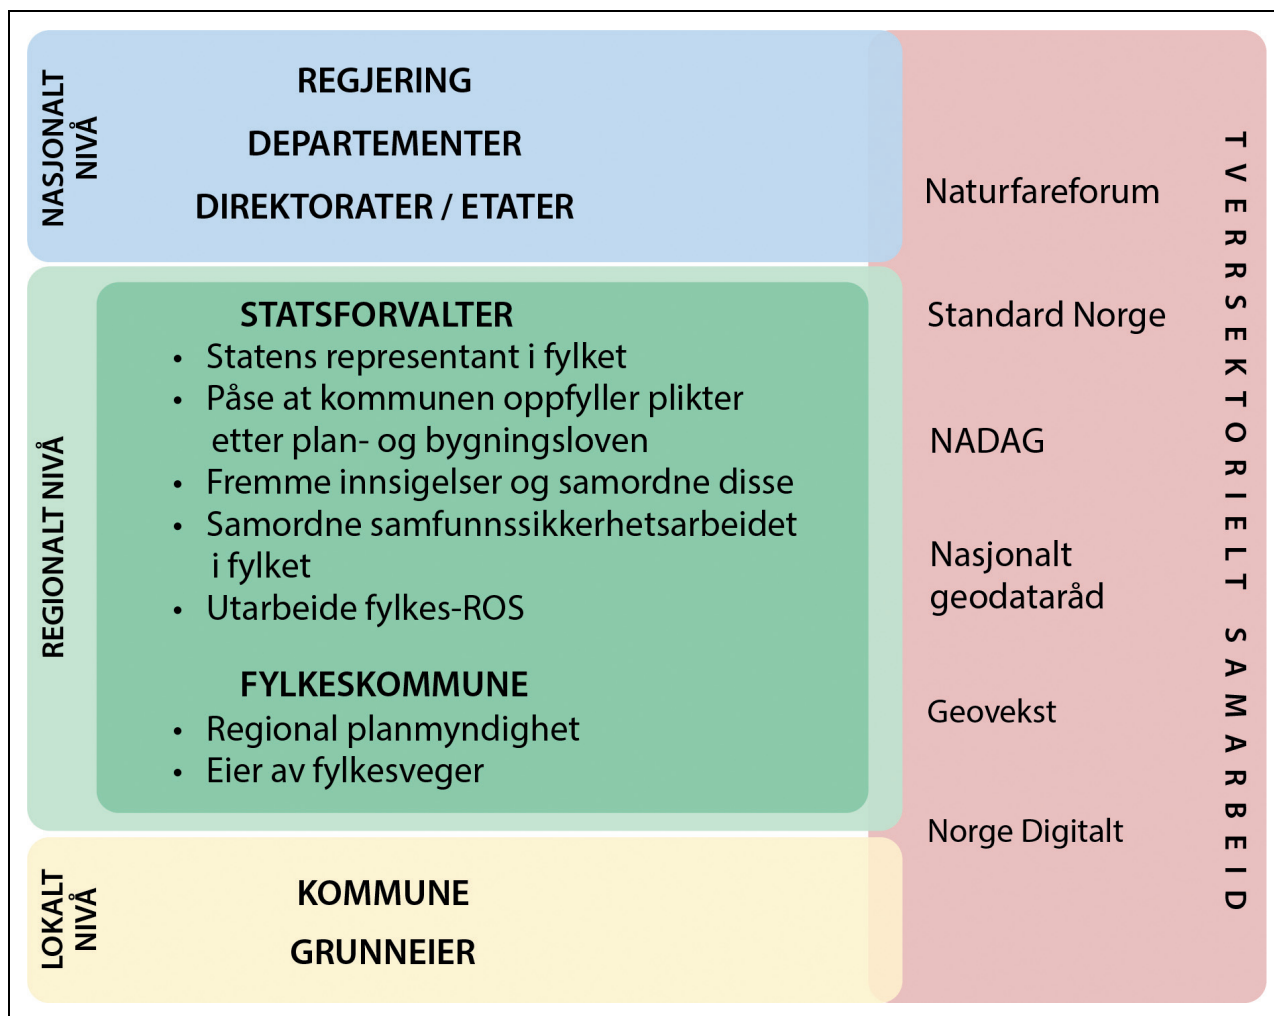 NASJONALT
NIVÅ
REGJERING
DEPARTEMENTER
DIREKTORATER / ETATER
REGIONALT NIVÅ
STATSFORVALTER
• Statens representant i fylket
• Påse at kommunen oppfyller plikter
etter plan- og bygningsloven
• Fremme innsigelser og samordne disse
• Samordne samfunnssikkerhetsarbeidet
i fylket
• Utarbeide fylkes-ROS
FYLKESKOMMUNE
• Regional planmyndighet
• Eier av fylkesveger
LOKALT
NIVÅ
KOMMUNE
GRUNNEIER
Naturfareforum
Standard Norge
NADAG
Nasjonalt
geodataråd
Geovekst
Norge Digitalt
TVERRSEKTORIELT SAMARBEID